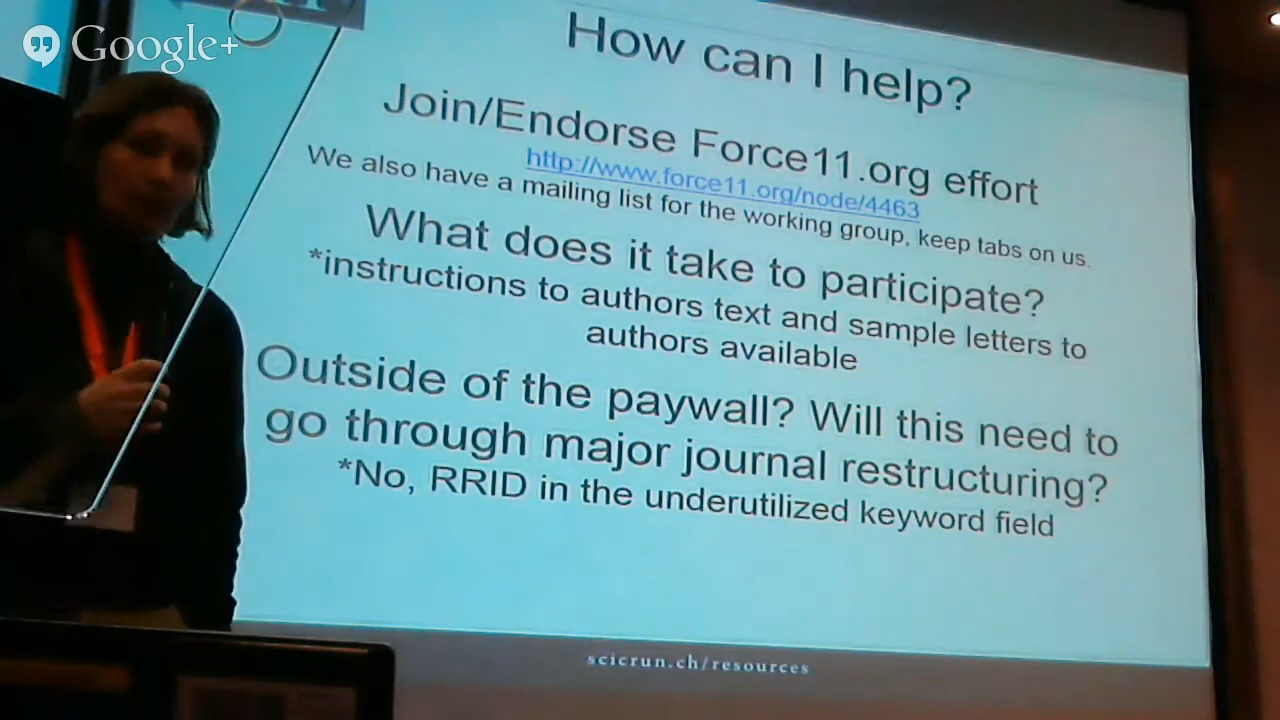 Google+
How can I help?
Join/Endorse Force11.org effort
http://www.force11.org/node/4463
We also have a mailing list for the working group, keep tabs on us.
What does it take to participate?
*instructions to authors text and sample letters to
authors available
Outside of the paywall? Will this need to
go through major journal restructuring?
*No, RRID in the underutilized keyword field
scicrun.ch/resources